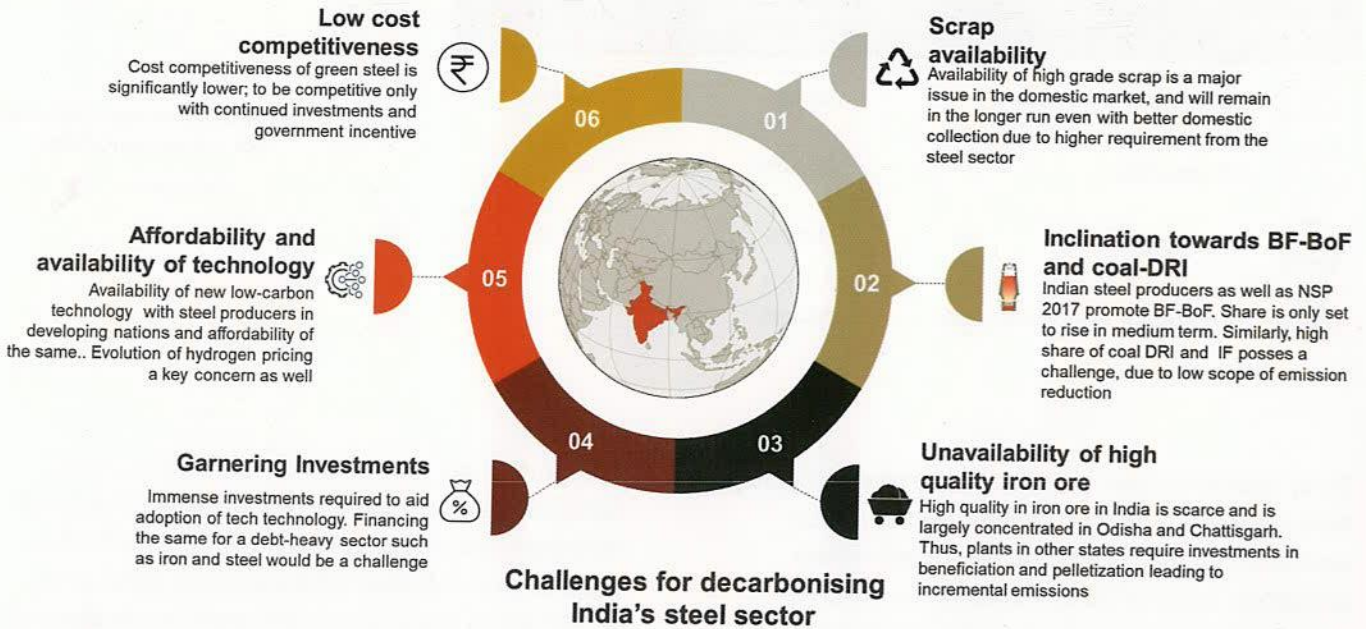 Low cost
competitiveness
Cost competitiveness of green steel is
significantly lower; to be competitive only
with continued investments and
government incentive
₹
06
01
Scrap
availability
Availability of high grade scrap is a major
issue in the domestic market, and will remain
in the longer run even with better domestic
collection due to higher requirement from the
steel sector
Affordability and
availability of technology
Availability of new low-carbon
technology with steel producers in
developing nations and affordability of
the same.. Evolution of hydrogen pricing
a key concern as well
05
02
Inclination towards BF-BoF
and coal-DRI
Indian steel producers as well as NSP
2017 promote BF-BoF. Share is only set
to rise in medium term. Similarly, high
share of coal DRI and IF posses a
challenge, due to low scope of emission
reduction
Garnering Investments
Immense investments required to aid
adoption of tech technology. Financing
the same for a debt-heavy sector such
as iron and steel would be a challenge
%
04
03
Unavailability of high
quality iron ore
High quality in iron ore in India is scarce and is
largely concentrated in Odisha and Chattisgarh.
Thus, plants in other states require investments in
beneficiation and pelletization leading to
incremental emissions
Challenges for decarbonising
India's steel sector